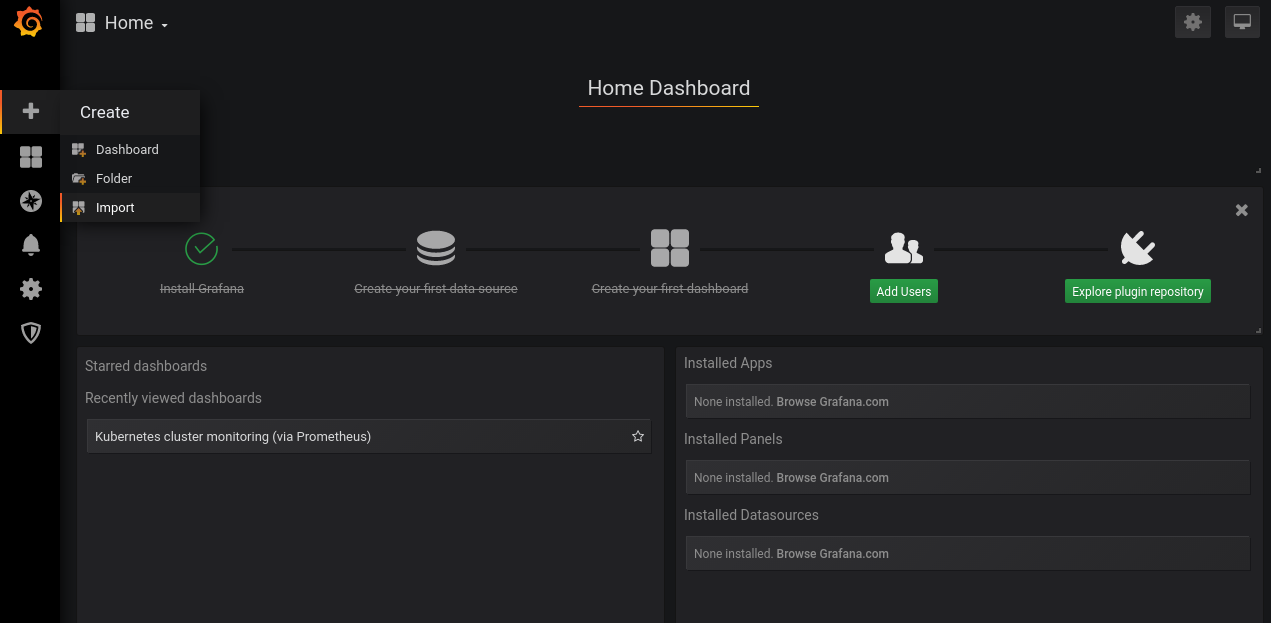 Home
Home Dashboard
Create
Dashboard
Folder
Import
Install Grafana
Create your first data source
Create your first dashboard
Add Users
Explore plugin repository
Starred dashboards
Recently viewed dashboards
Kubernetes cluster monitoring (via Prometheus)
Installed Apps
None installed. Browse Grafana.com
Installed Panels
None installed. Browse Grafana.com
Installed Datasources
None installed. Browse Grafana.com